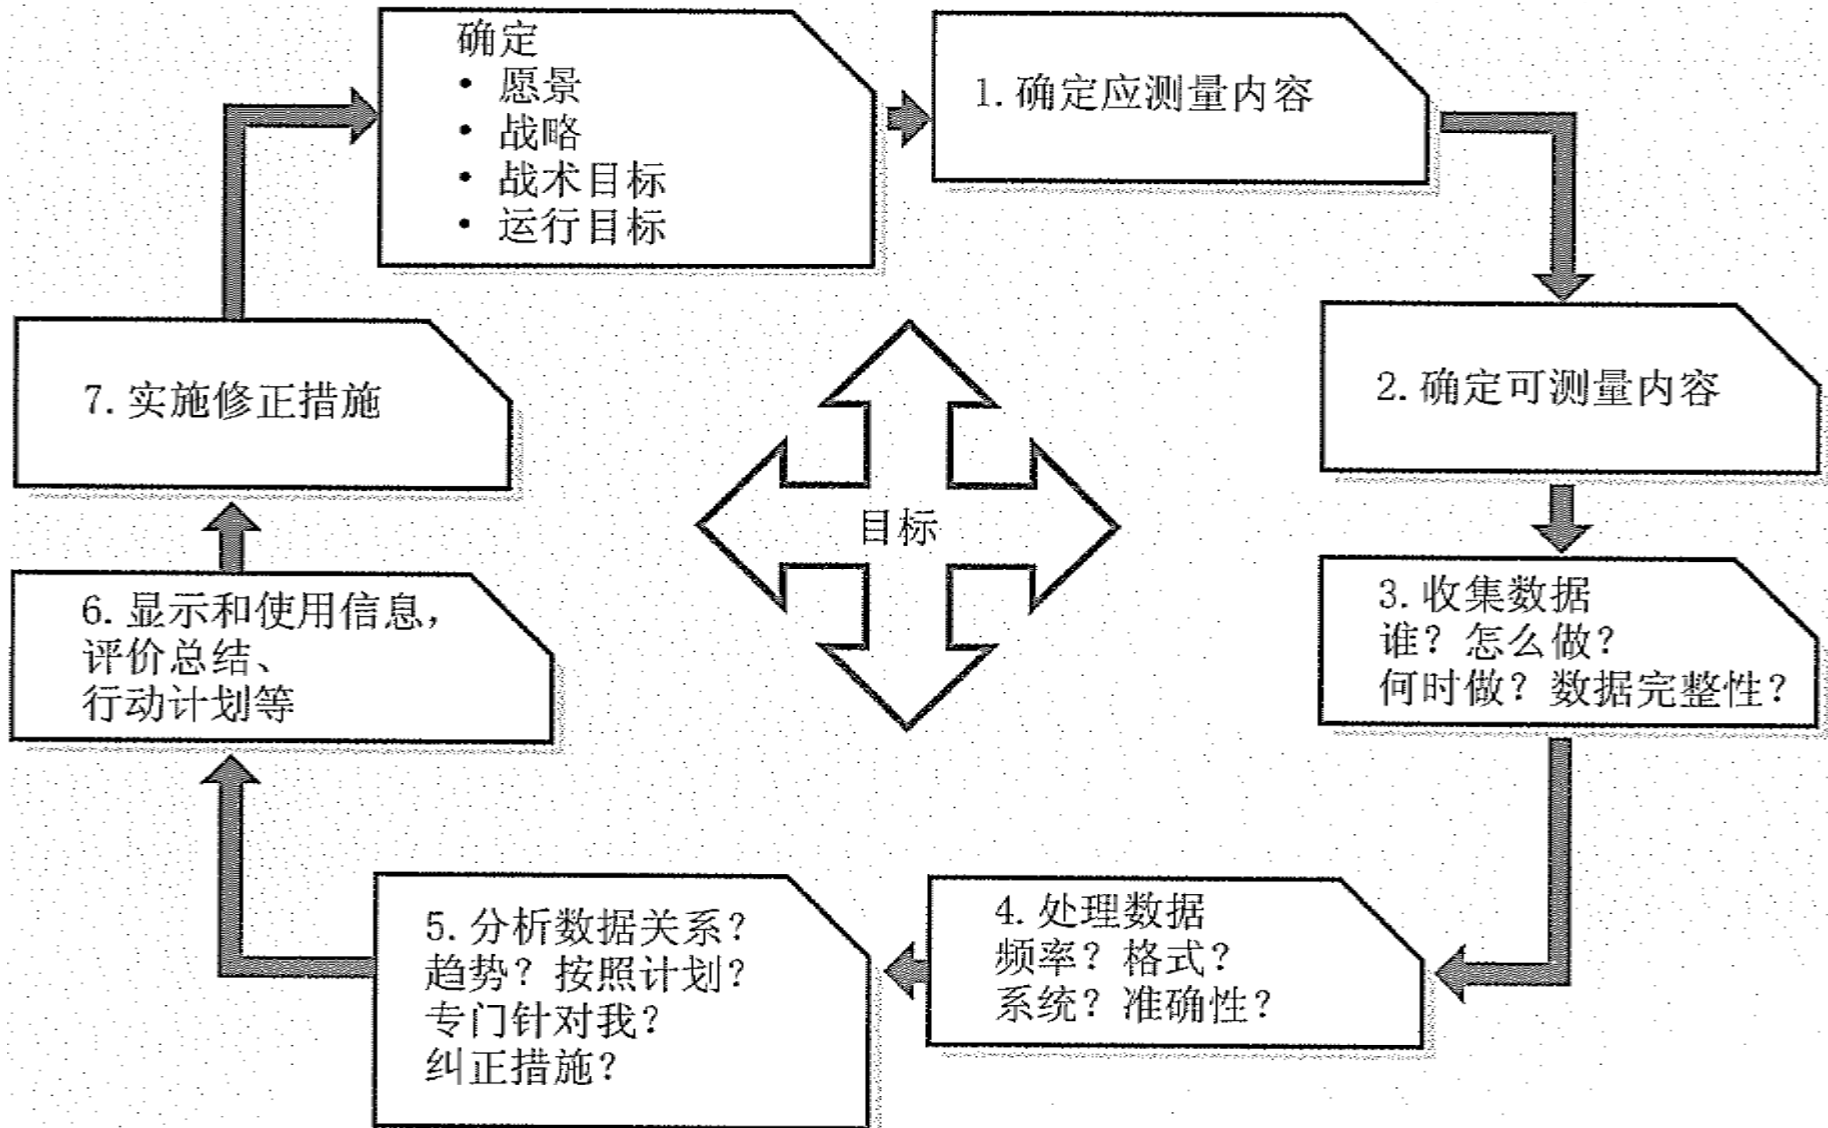 确定
• 愿景
• 战略
• 战术目标
• 运行目标
1.确定应测量内容
2.确定可测量内容
3.收集数据
谁？怎么做？
何时做？数据完整性？
4.处理数据
频率？格式？
系统？准确性？
5.分析数据关系？
趋势？按照计划？
专门针对我？
纠正措施？
6.显示和使用信息，
评价总结、
行动计划等
7.实施修正措施
目标